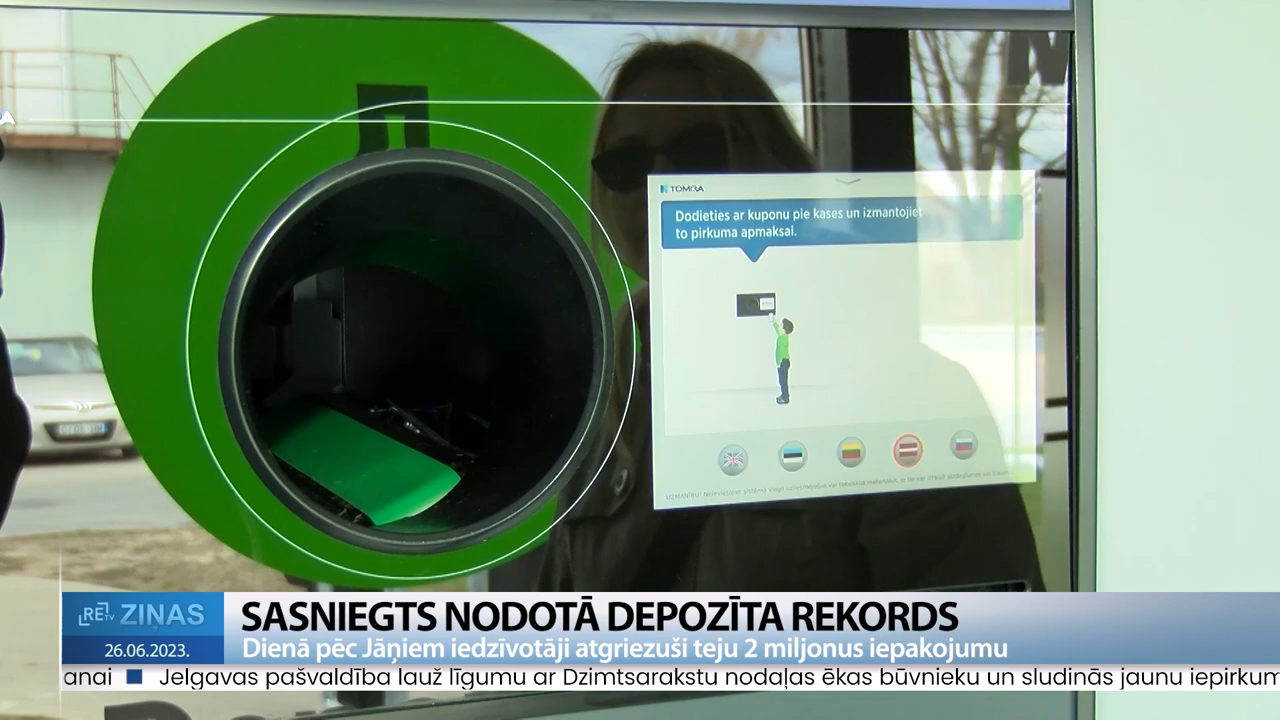 TOMRA
Dodieties ar kuponu pie kases un izmantojiet
to pirkuma apmaksai.
RE TV ZIŅAS
26.06.2023.
SASNIEGTS NODOTĀ DEPOZĪTA REKORDS
Dienā pēc Jāņiem iedzīvotāji atgriezuši teju 2 miljonus iepakojumu
anai ■ Jelgavas pašvaldība lauž līgumu ar Dzimtsarakstu nodaļas ēkas būvnieku un sludinās jaunu iepirkum